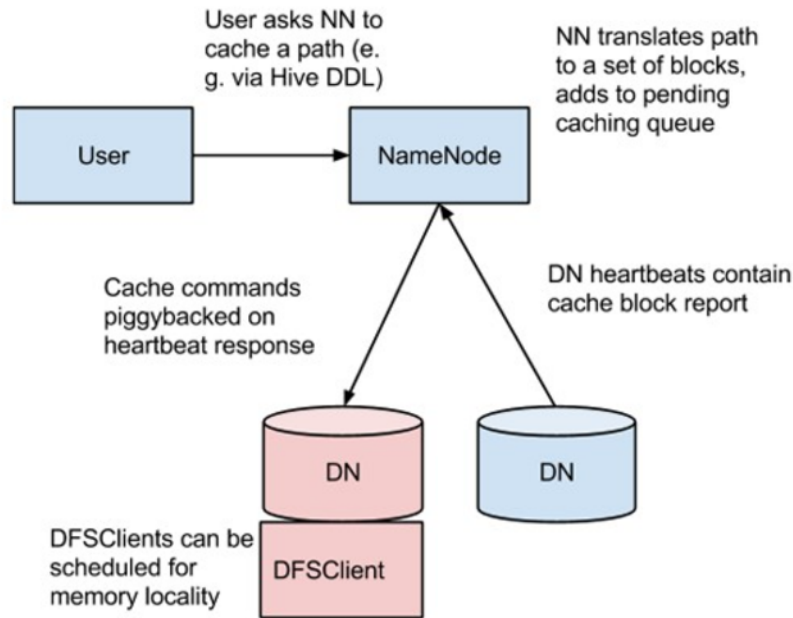 User asks NN to
cache a path (e.
g. via Hive DDL)
NN translates path
to a set of blocks,
adds to pending
caching queue
User
NameNode
Cache commands
piggybacked on
heartbeat response
DN heartbeats contain
cache block report
DN
DN
DFSClients can be
scheduled for
memory locality
DFSClient